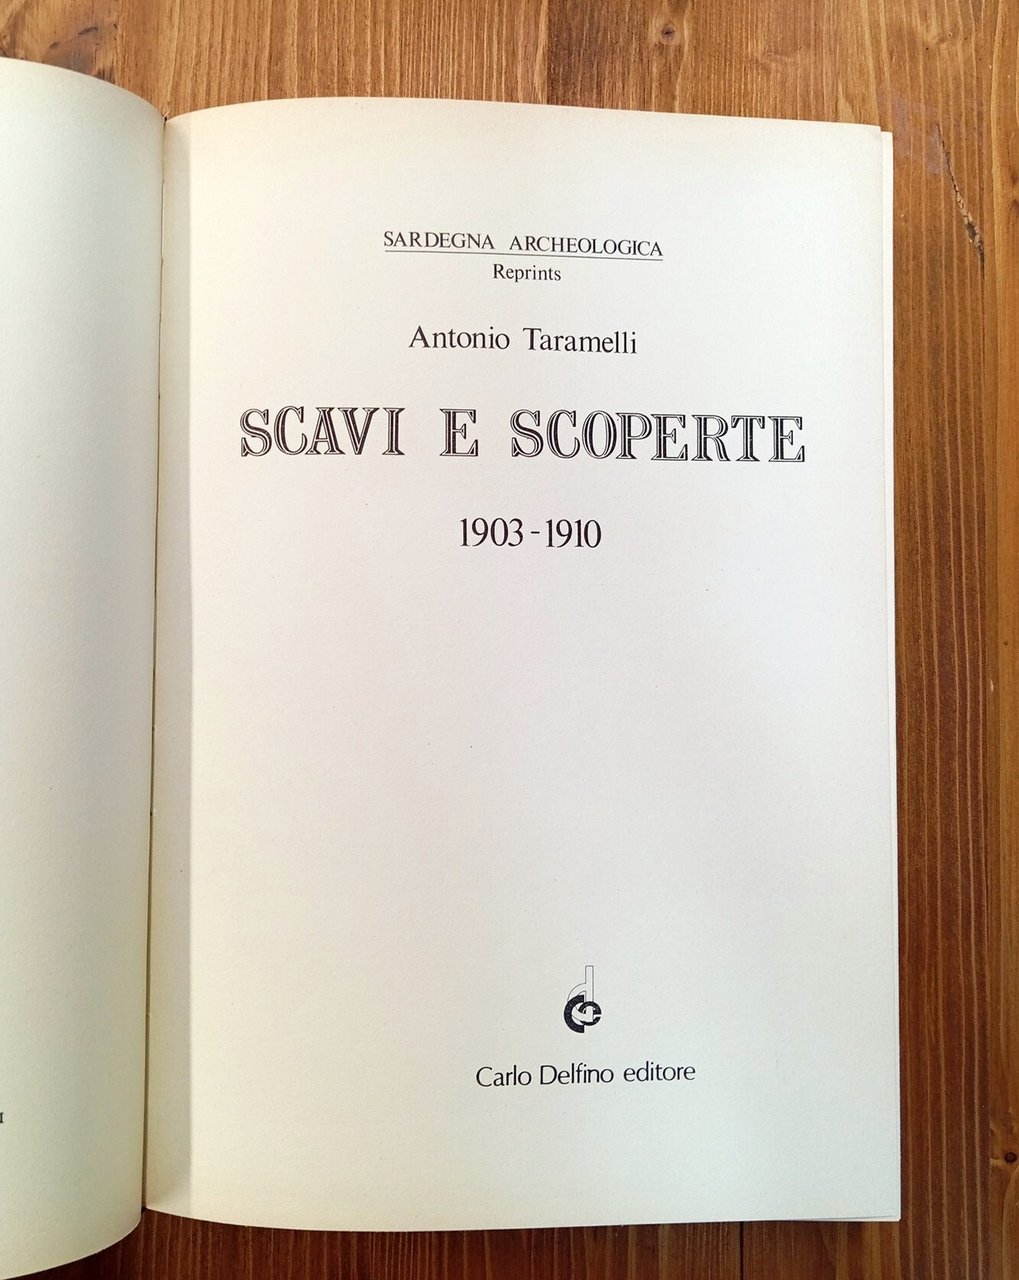 SARDEGNA ARCHEOLOGICA
Reprints
Antonio Taramelli
SCAVI E SCOPERTE
1903-1910
Carlo Delfino editore